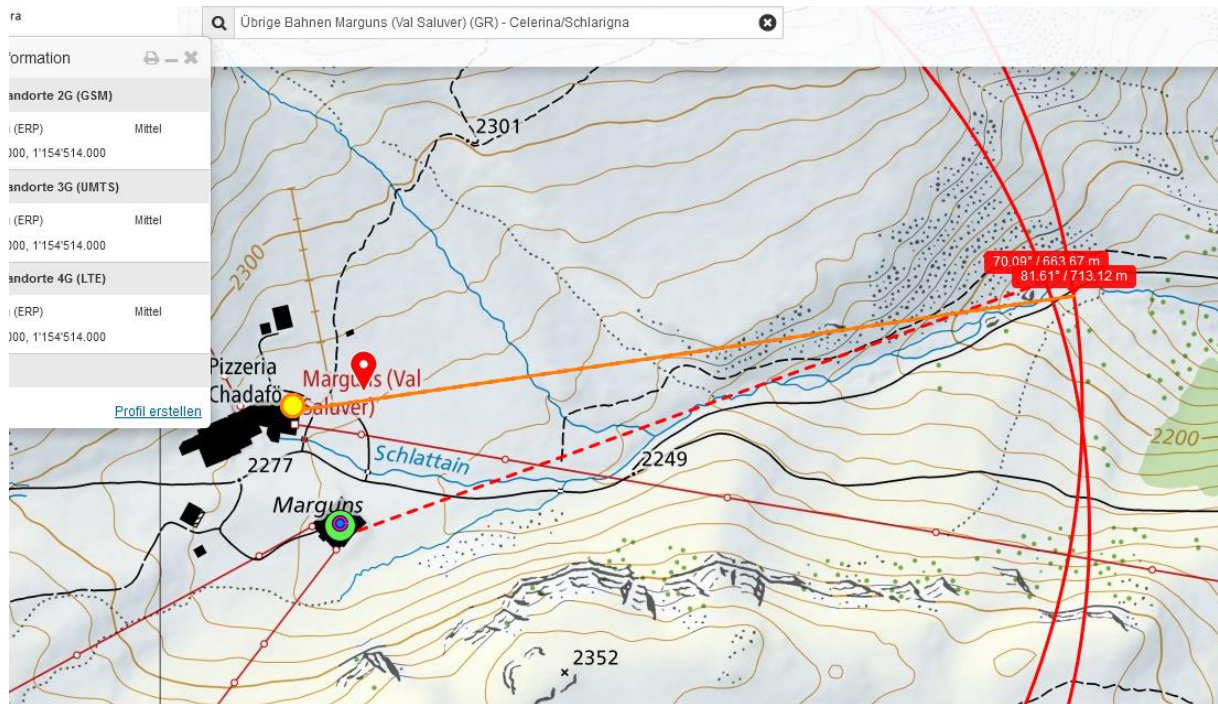 ra
Übrige Bahnen Marguns (Val Saluver) (GR) - Celerina/Schlarigna
formation
andorte 2G (GSM)
(ERP) Mittel
000, 1'154'514.000
andorte 3G (UMTS)
(ERP) Mittel
000, 1'154'514.000
andorte 4G (LTE)
(ERP) Mittel
000, 1'154'514.000
Profil erstellen
2301
2300
70.09° / 663.67 m
81.61° / 713.12 m
Pizzeria
Chadafö
Marguns (Val
Saluver)
Schlattain
2277
2249
2200
Marguns
2352